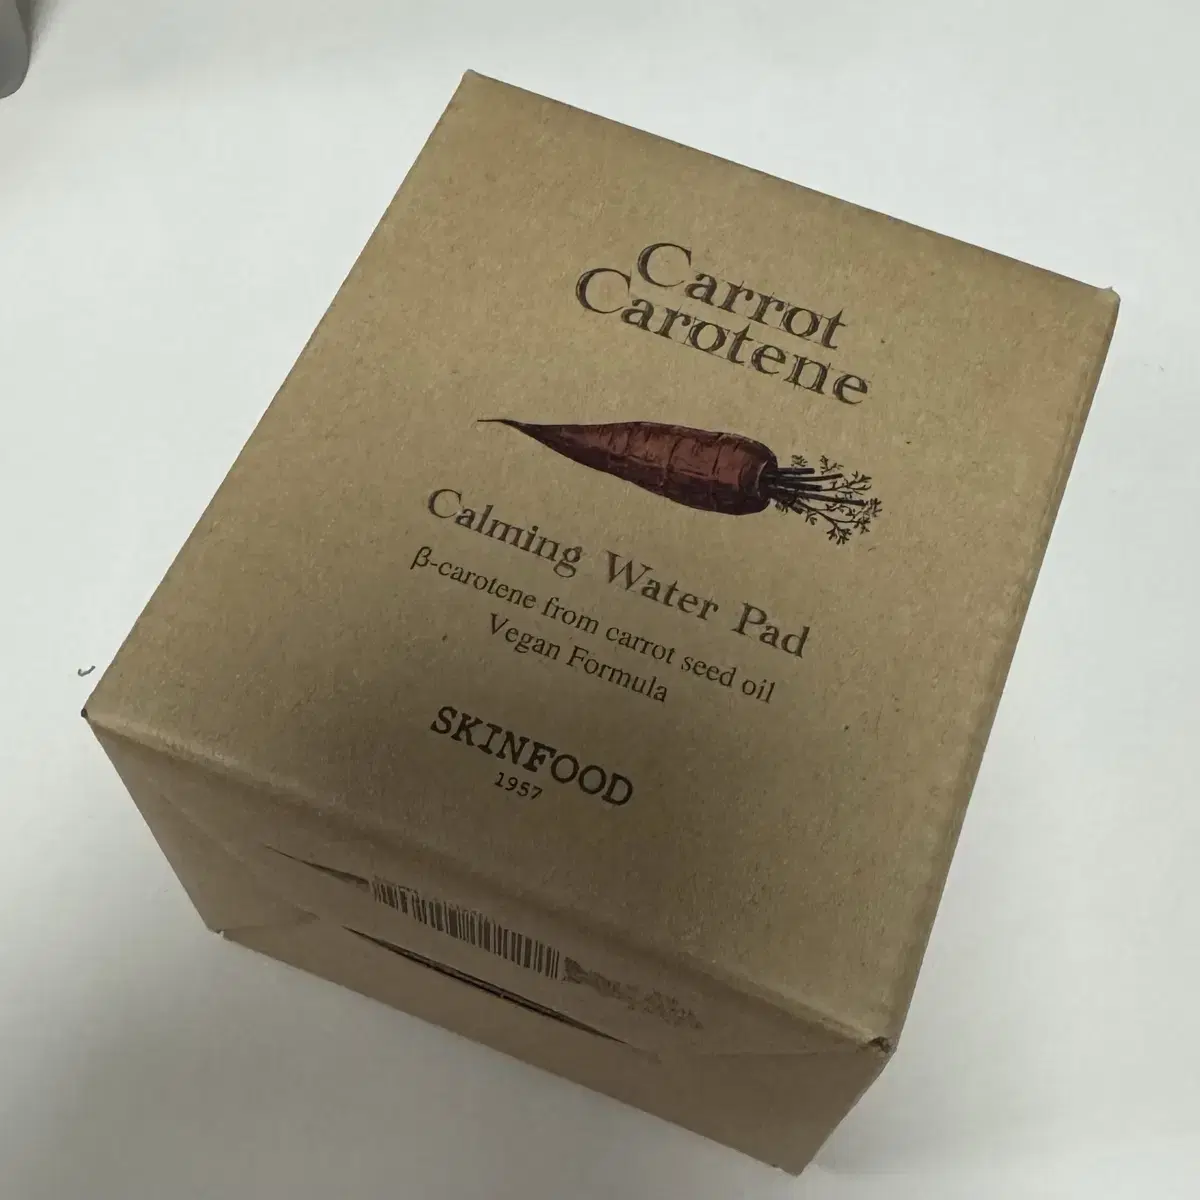 Carrot
Carotene
Calming Water Pad
β-carotene from carrot seed oil
Vegan Formula
SKINFOOD
1957